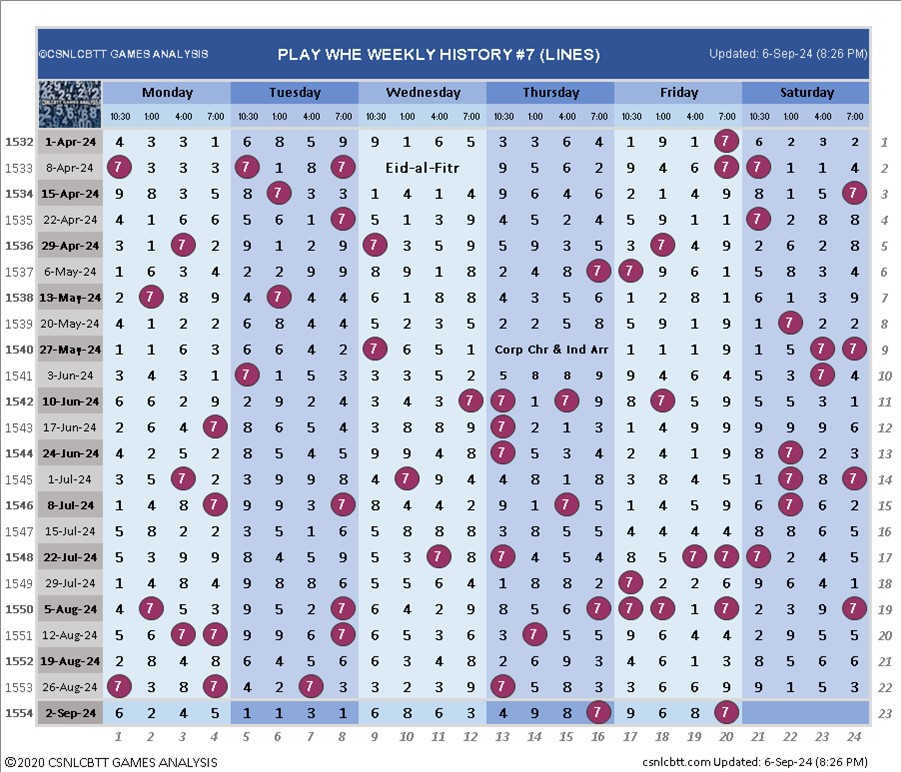 ©CSNLCBTT GAMES ANALYSIS PLAY WHE WEEKLY HISTORY #7 (LINES) Updated: 6-Sep-24 (8:26 PM)
Monday Tuesday Wednesday Thursday Friday Saturday
10:30 1:00 4:00 7:00 10:30 1:00 4:00 7:00 10:30 1:00 4:00 7:00 10:30 1:00 4:00 7:00 10:30 1:00 4:00 7:00 10:30 1:00 4:00 7:00
1532 1-Apr-24 4 3 3 1 6 8 5 9 9 1 6 5 3 3 6 4 1 9 1 7 6 2 3 2 1
1533 8-Apr-24 7 3 3 3 7 1 8 7 Eid-al-Fitr 9 5 6 2 9 4 6 7 7 1 1 4 2
1534 15-Apr-24 9 8 3 5 8 7 3 3 1 4 1 4 9 6 4 6 2 1 4 9 8 1 5 7 3
1535 22-Apr-24 4 1 6 6 5 6 1 7 5 1 3 9 4 5 2 4 5 9 1 1 7 2 8 8 4
1536 29-Apr-24 3 1 7 2 9 1 2 9 7 3 5 9 5 9 3 5 1 7 4 9 2 6 2 8 5
1537 6-May-24 1 6 3 4 2 2 9 9 8 9 1 8 2 4 8 7 7 9 6 1 5 8 3 4 6
1538 13-May-24 2 7 8 9 4 7 4 4 6 1 8 8 4 3 5 6 1 2 8 1 6 1 3 9 7
1539 20-May-24 4 1 2 2 6 8 4 4 5 2 3 5 2 2 5 8 5 9 1 9 1 7 2 2 8
1540 27-May-24 1 1 6 3 6 6 4 2 7 6 5 1 Corp Chr & Ind Arr 1 1 1 9 1 5 7 7 9
1541 3-Jun-24 3 4 3 1 7 1 5 3 3 3 5 2 5 8 8 9 9 4 6 4 5 3 7 4 10
1542 10-Jun-24 6 6 2 9 2 9 2 4 3 4 3 7 7 1 7 9 8 7 5 9 5 5 3 1 11
1543 17-Jun-24 2 6 4 7 8 6 5 4 3 8 8 9 7 2 1 3 1 4 9 9 9 9 9 6 12
1544 24-Jun-24 4 2 5 2 8 5 4 5 9 9 4 8 7 5 3 4 2 4 1 9 8 7 2 3 13
1545 1-Jul-24 3 5 7 2 3 9 9 8 4 7 9 4 4 8 1 8 3 8 4 5 1 7 8 7 14
1546 8-Jul-24 1 4 8 7 3 9 9 7 8 4 4 2 9 1 7 5 1 4 5 9 6 7 6 2 15
1547 15-Jul-24 5 8 2 2 3 5 1 6 5 8 8 8 3 8 5 5 4 4 4 4 8 8 6 5 16
1548 22-Jul-24 5 3 9 9 8 4 5 9 5 3 7 8 7 4 5 4 8 5 7 7 7 2 4 5 17
1549 29-Jul-24 1 4 8 4 9 8 8 6 5 5 6 4 1 8 8 2 7 2 2 6 9 6 4 1 18
1550 5-Aug-24 4 7 5 3 9 5 2 7 6 4 2 9 8 5 6 7 7 7 1 7 2 3 9 7 19
1551 12-Aug-24 5 6 7 7 9 9 6 7 6 5 3 6 3 7 5 5 9 6 4 4 2 9 5 5 20
1552 19-Aug-24 2 8 4 8 6 4 5 6 6 3 4 8 2 6 9 3 4 6 1 3 8 5 6 6 21
1553 26-Aug-24 7 3 8 7 4 2 7 3 3 2 3 9 7 5 8 3 3 6 6 9 9 1 5 3 22
1554 2-Sep-24 6 2 4 5 1 1 3 1 6 8 6 3 4 9 8 7 9 6 8 7 23
1 2 3 4 5 6 7 8 9 10 11 12 13 14 15 16 17 18 19 20 21 22 23 24
©2020 CSNLCBTT GAMES ANALYSIS csnlcbtt.com Updated: 6-Sep-24 (8:26 PM)